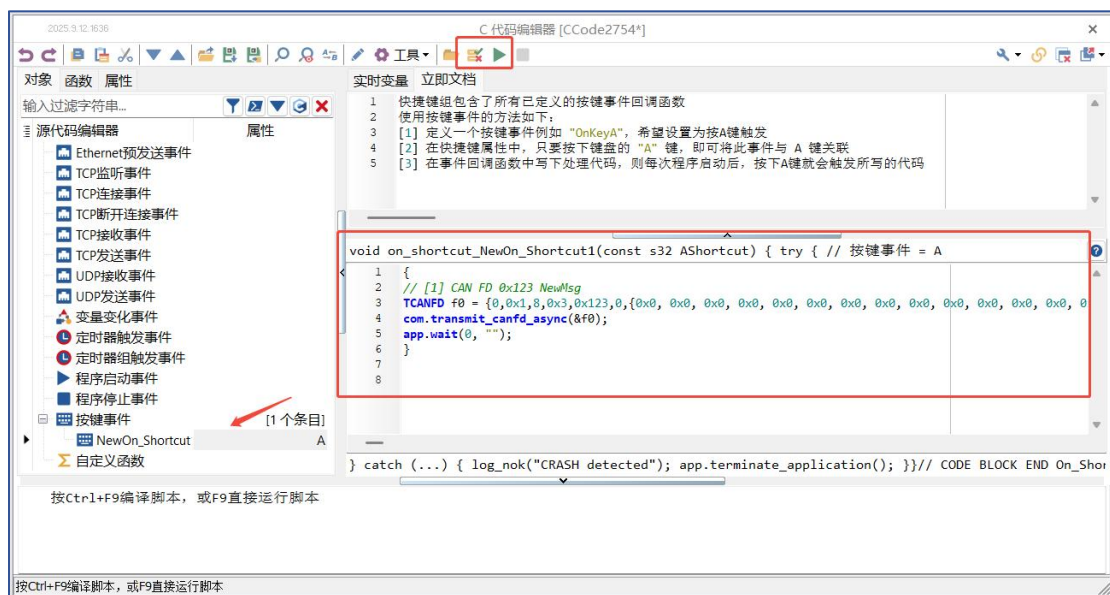 2025.9.12.1636
C 代码编辑器 [CCode2754*]
工具
对象 函数 属性
实时变量 立即文档
输入过滤字符串...
源代码编辑器 属性
Ethernet预发送事件
TCP监听事件
TCP连接事件
TCP断开连接事件
TCP接收事件
TCP发送事件
UDP接收事件
UDP发送事件
变量变化事件
定时器触发事件
定时器组触发事件
程序启动事件
程序停止事件
按键事件 [1 个条目]
NewOn_Shortcut A
自定义函数
1 快捷键组包含了所有已定义的按键事件回调函数
2 使用按键事件的方法如下:
3 [1] 定义一个按键事件例如 "OnKeyA", 希望设置为按A键触发
4 [2] 在快捷键属性中, 只要按下键盘的 "A" 键, 即可将此事件与 A 键关联
5 [3] 在事件回调函数中写下处理代码, 则每次程序启动后, 按下A键就会触发所写的代码
void on_shortcut_NewOn_Shortcut1(const s32 AShortcut) { try { // 按键事件 = A
1 {
2 // [1] CAN FD 0x123 NewMsg
3 TCANFD f0 = {0,0x1,8,0x3,0x123,0,{0x0, 0x0, 0x0, 0x0, 0x0, 0x0, 0x0, 0x0, 0x0, 0x0, 0x0, 0x0, 0x0, 0
4 com.transmit_canfd_async(&f0);
5 app.wait(0, "");
6 }
7
8
} catch (...) { log_nok("CRASH detected"); app.terminate_application(); }}// CODE BLOCK END On_Shor
按Ctrl+F9编译脚本, 或F9直接运行脚本
按Ctrl+F9编译脚本, 或F9直接运行脚本